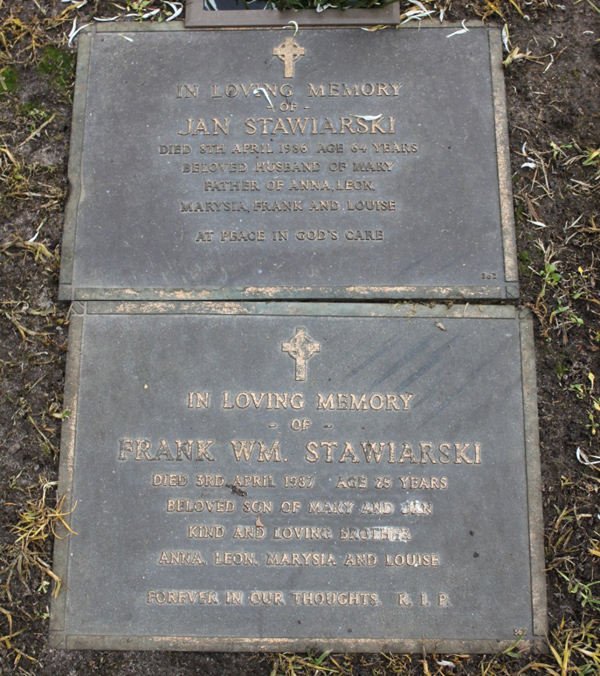 IN LOVING MEMORY
- OF -
JAN STAWIARSKI
DIED 8TH APRIL 1986 AGE 64 YEARS
BELOVED HUSBAND OF MARY
FATHER OF ANNA, LEON,
MARYSIA, FRANK AND LOUISE
AT PEACE IN GOD'S CARE
IN LOVING MEMORY
- OF -
FRANK WM. STAWIARSKI
DIED 3RD APRIL AGE 25 YEARS
BELOVED SON OF MARY AND JAN
KIND AND LOVING BROTHER
ANNA, LEON, MARYSIA AND LOUISE
FOREVER IN OUR THOUGHTS. R. I. P.